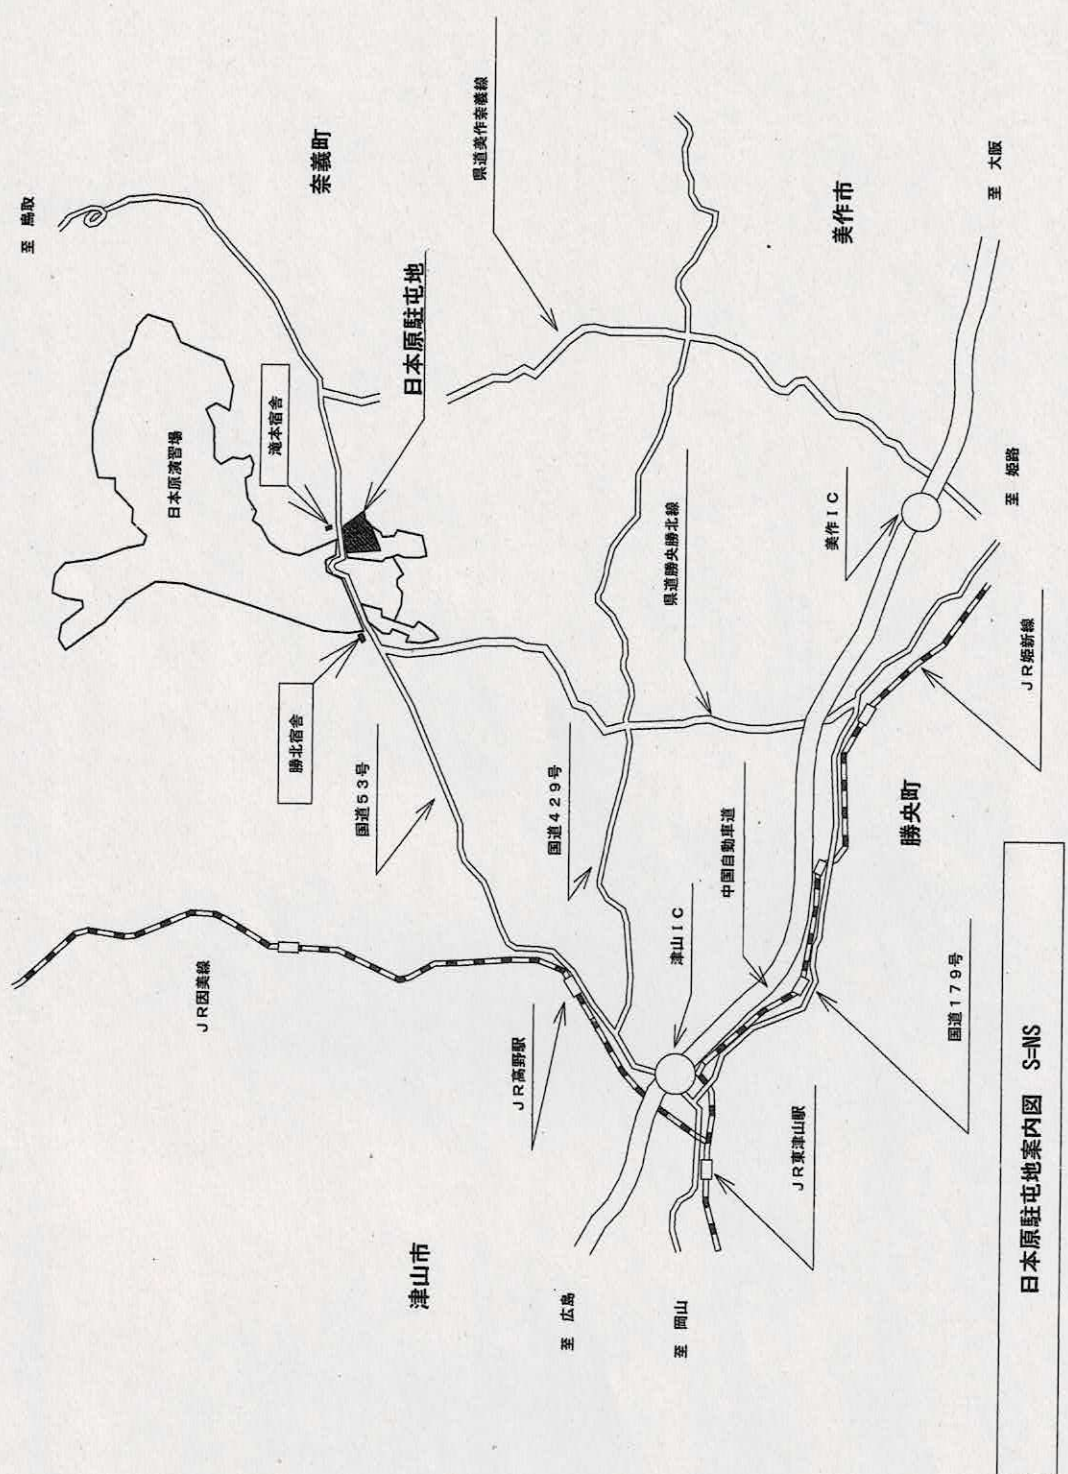 至 鳥取
奈義町
県道美作奈義線
至 大阪
美作市
日本原駐屯地
滝本宿舎
日本原演習場
至 姫路
美作IC
県道勝央勝北線
JR姫新線
勝北宿舎
国道53号
国道429号
中国自動車道
勝央町
津山IC
国道179号
JR因美線
JR高野駅
JR東津山駅
津山市
至 広島
至 岡山
日本原駐屯地案内図 S=NS